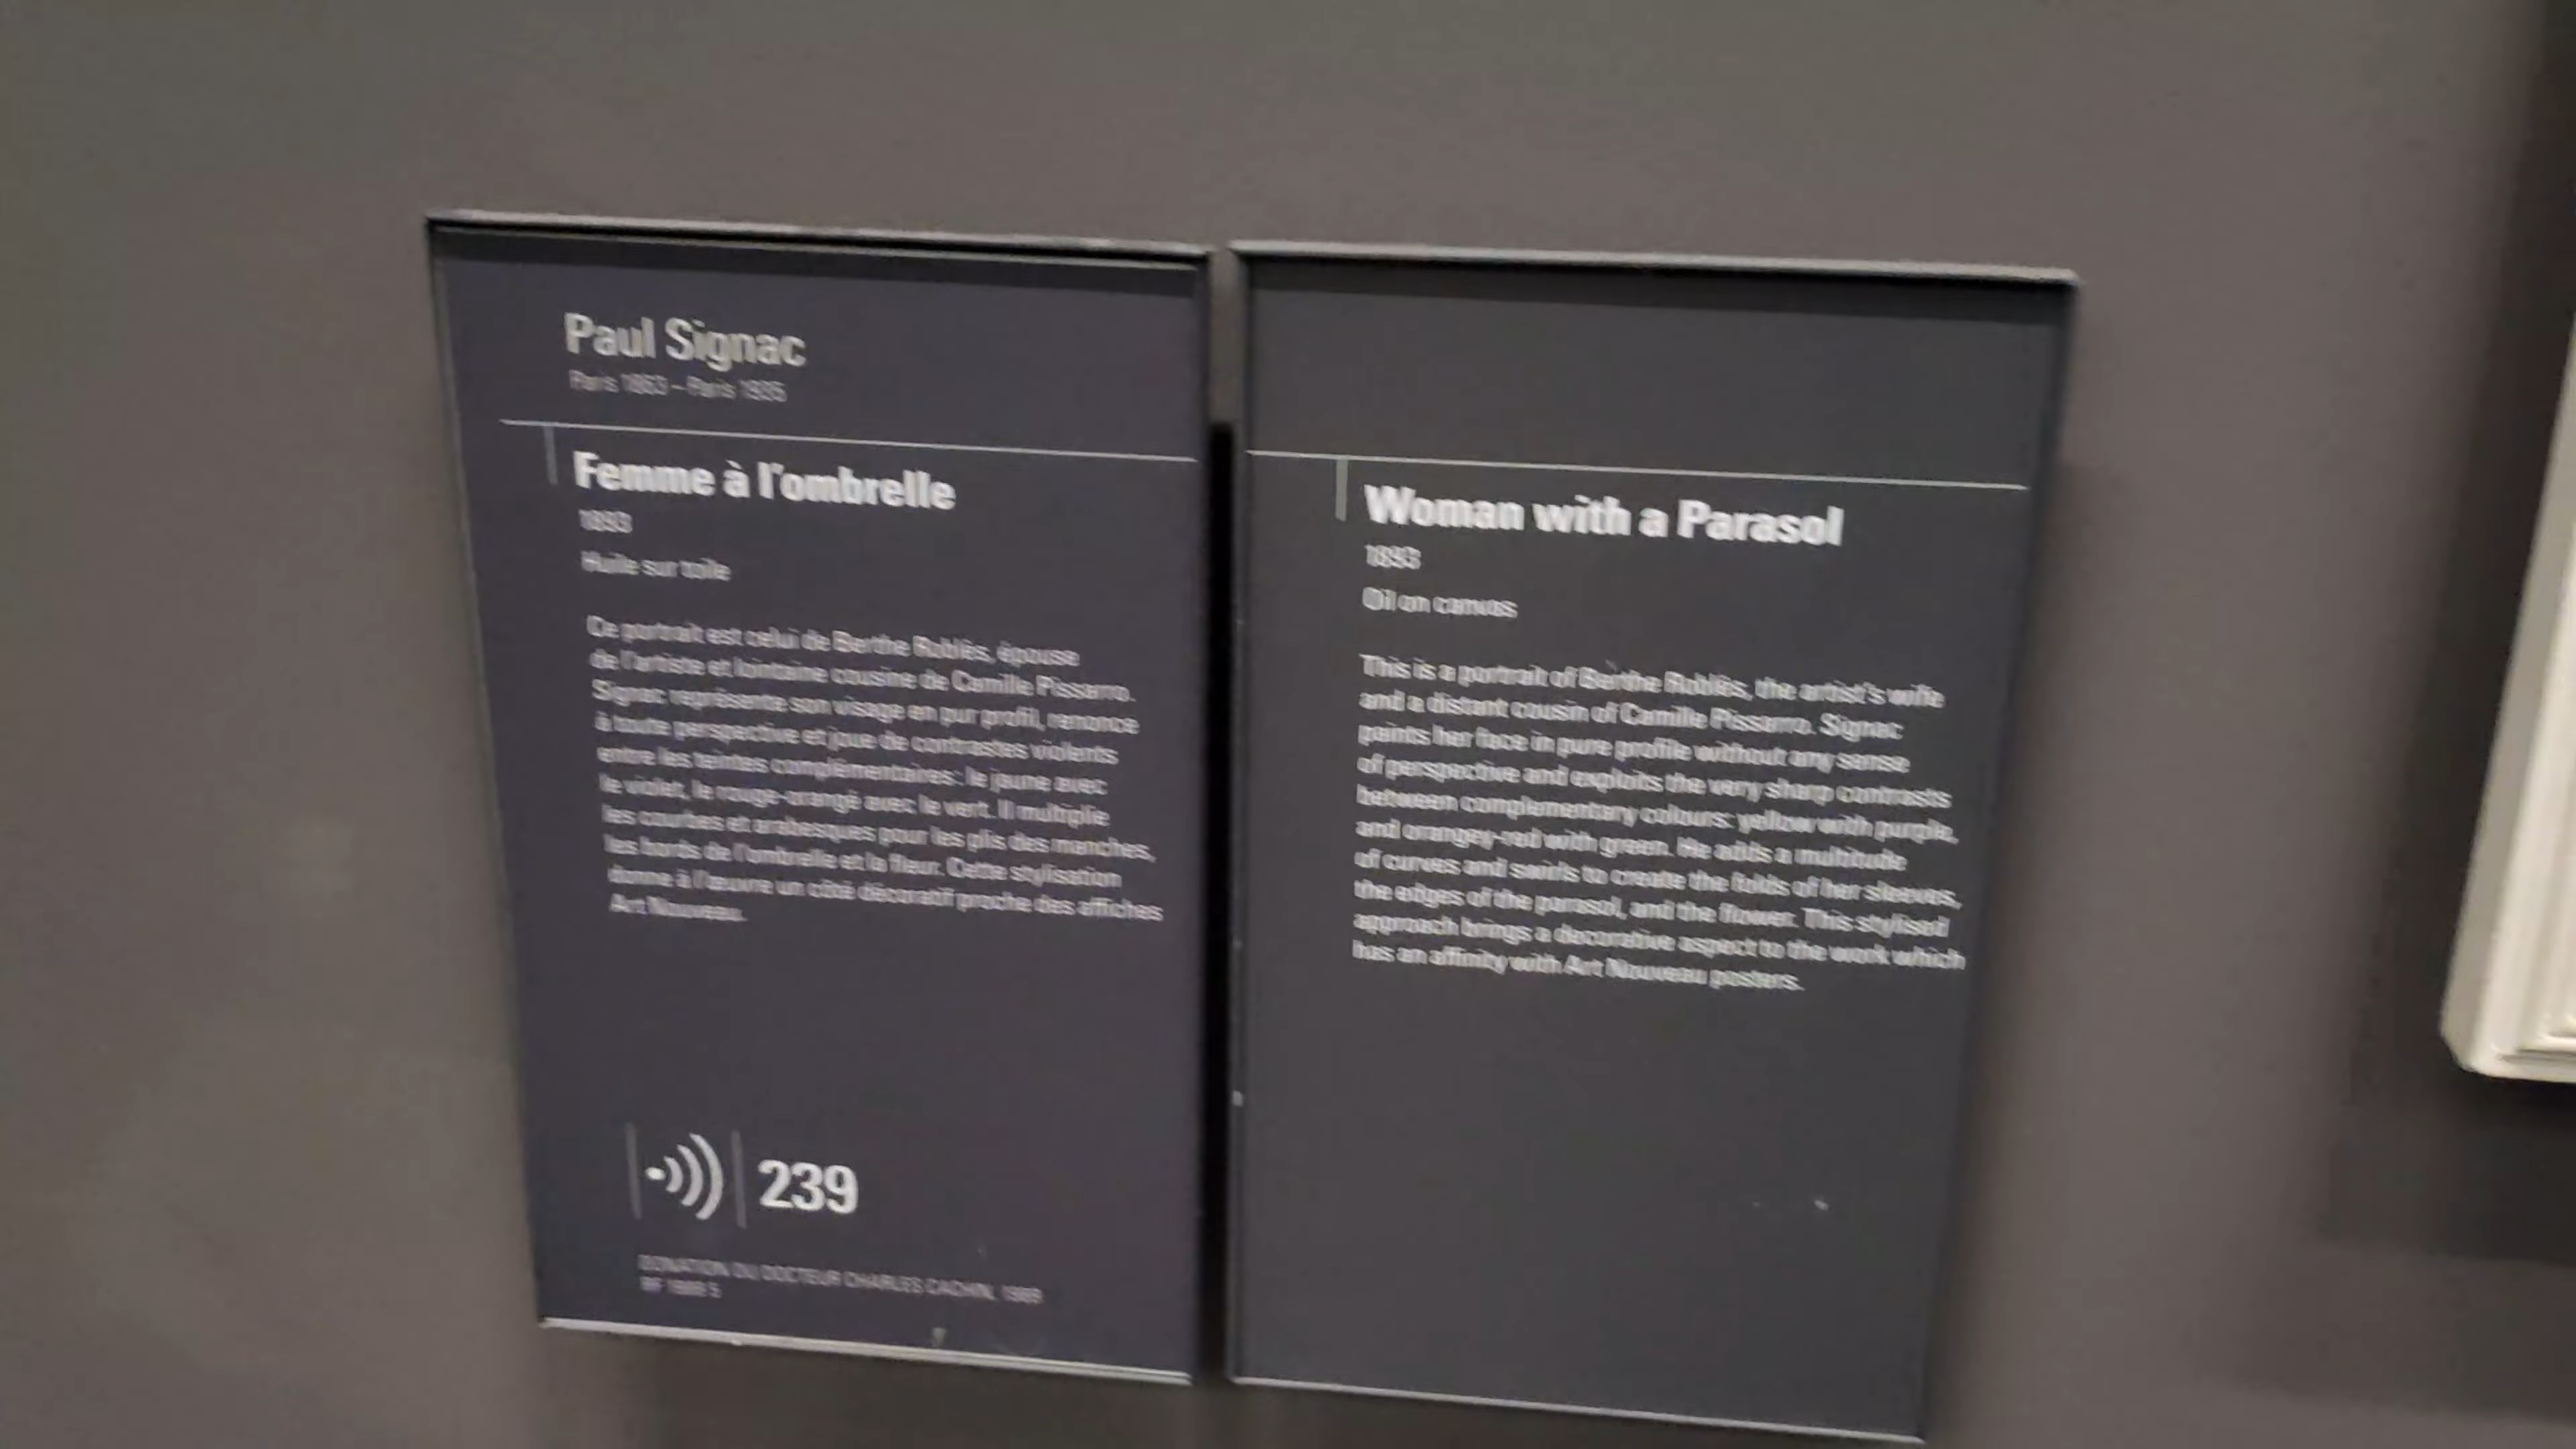 Paul Signac
Paris 1863 – Paris 1935
Femme à l'ombrelle
1893
Huile sur toile
Ce portrait est celui de Berthe Roblès, épouse
de l'artiste et lointaine cousine de Camille Pissarro.
Signac représente son visage en pur profil, renonce
à toute perspective et joue de contrastes violents
entre les teintes complémentaires : le jaune avec
le violet, le rouge-orangé avec le vert. Il multiplie
les courbes et arabesques pour les plis des manches,
les bords de l'ombrelle et la fleur. Cette stylisation
donne à l'œuvre un côté décoratif proche des affiches
Art Nouveau.
239
DONATION DU DOCTEUR CHARLES CACHIN, 1989
RF 1989 5
Woman with a Parasol
1893
Oil on canvas
This is a portrait of Berthe Roblès, the artist's wife
and a distant cousin of Camille Pissarro. Signac
paints her face in pure profile without any sense
of perspective and exploits the very sharp contrasts
between complementary colours: yellow with purple,
and orangey-red with green. He adds a multitude
of curves and swirls to create the folds of her sleeves,
the edges of the parasol, and the flower. This stylised
approach brings a decorative aspect to the work which
has an affinity with Art Nouveau posters.